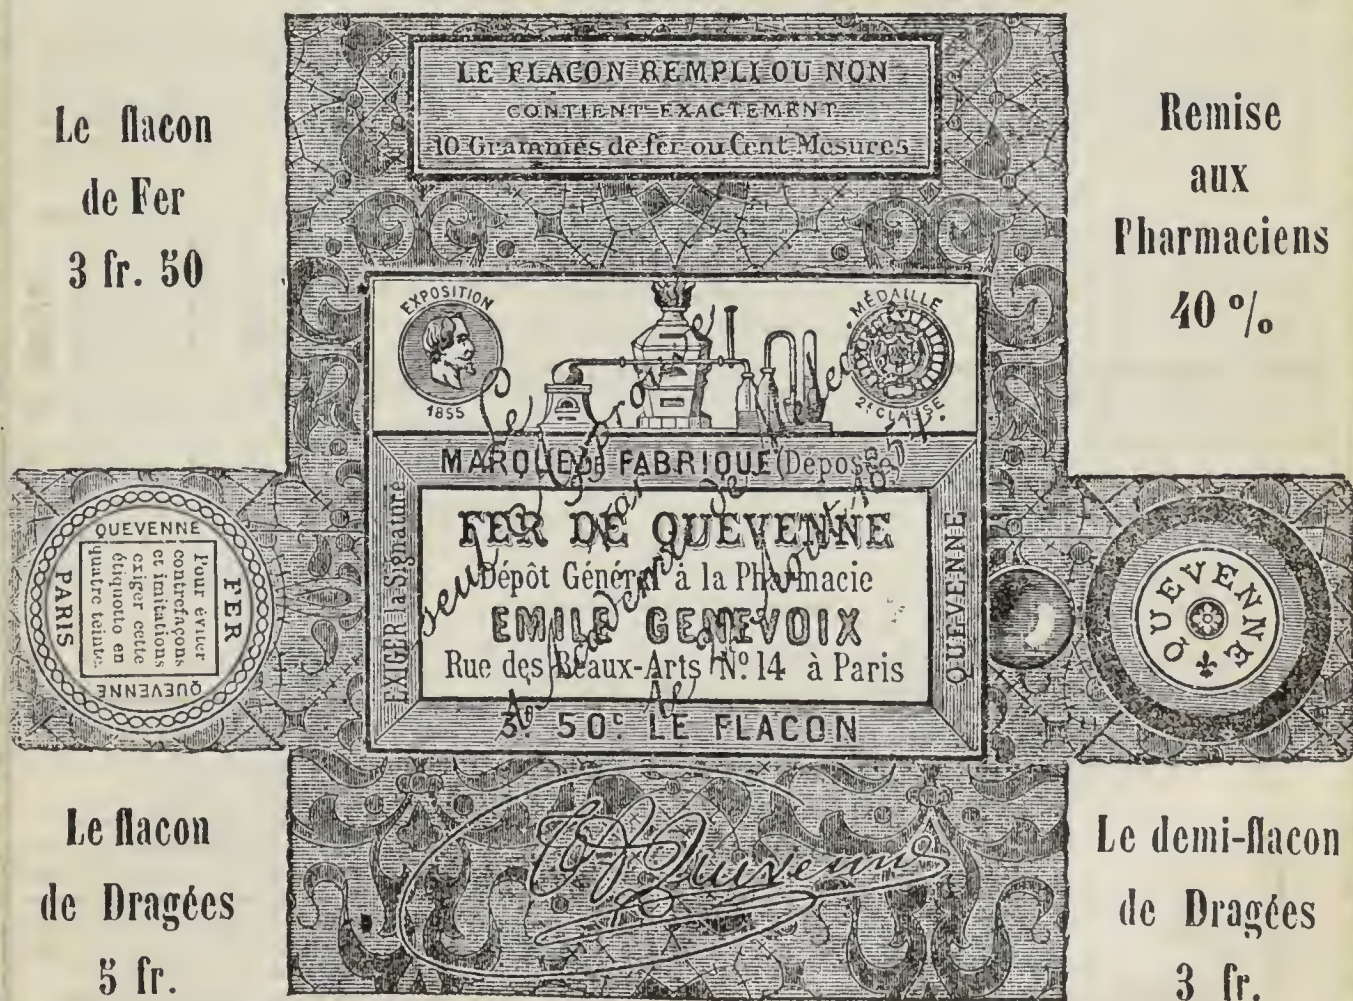 Le flacon
de Fer
3 fr. 50
LE FLACON REMPLI OU NON
CONTIENT EXACTEMENT
10 Grammes de fer ou Cent Mesures
Remise
aux
Pharmaciens
40 %
EXPOSITION
1855
MÉDAILLE
2e CLASSE
MARQUE DE FABRIQUE (Déposée)
EXIGER la Signature
QUEVENNE
FER DE QUEVENNE
Dépôt Général à la Pharmacie
EMILE GENEVOIX
Rue des Beaux-Arts No. 14 à Paris
3f. 50c. LE FLACON
QUEVENNE
FER
Pour éviter
contrefaçons
et imitations
exiger cette
étiquetto en
quatre teinte.
PARIS
QUEVENNE
QUEVENNE
Quevenne
Le flacon
de Dragées
5 fr.
Le demi-flacon
de Dragées
3 fr.